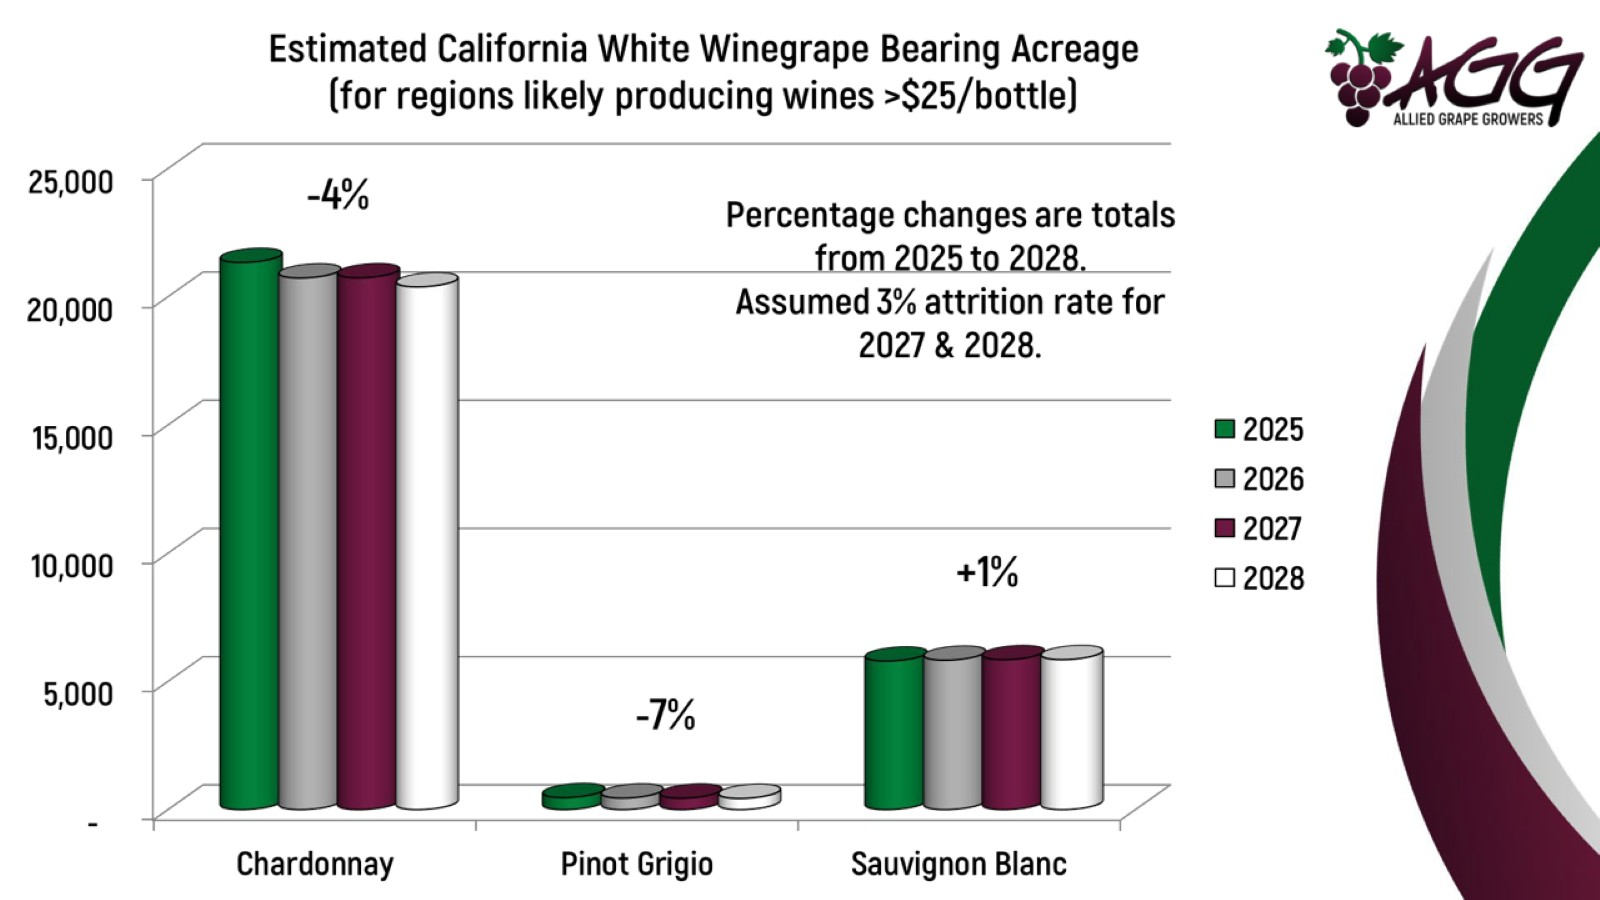 Estimated California White Winegrape Bearing Acreage
(for regions likely producing wines >$25/bottle)
AGG
ALLIED GRAPE GROWERS
25,000
20,000
15,000
10,000
5,000
-
-4%
-7%
+1%
Percentage changes are totals
from 2025 to 2028.
Assumed 3% attrition rate for
2027 & 2028.
2025
2026
2027
2028
Chardonnay
Pinot Grigio
Sauvignon Blanc